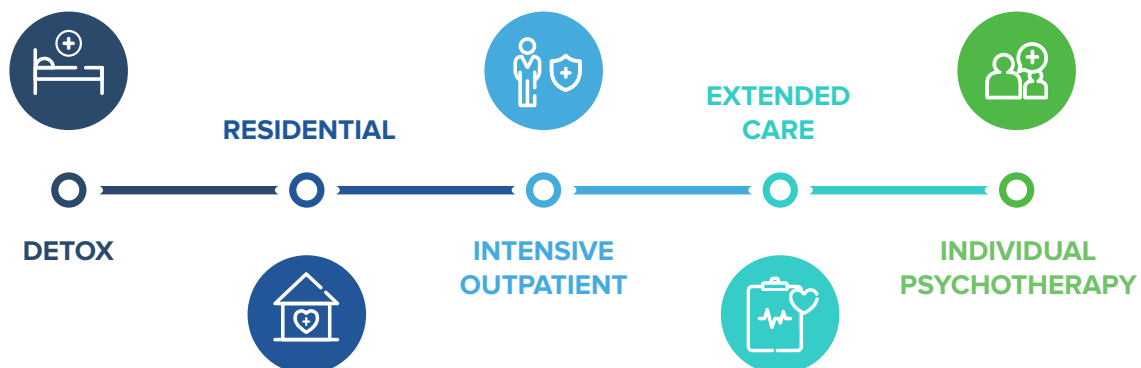 DETOX
RESIDENTIAL
INTENSIVE
OUTPATIENT
EXTENDED
CARE
INDIVIDUAL
PSYCHOTHERAPY